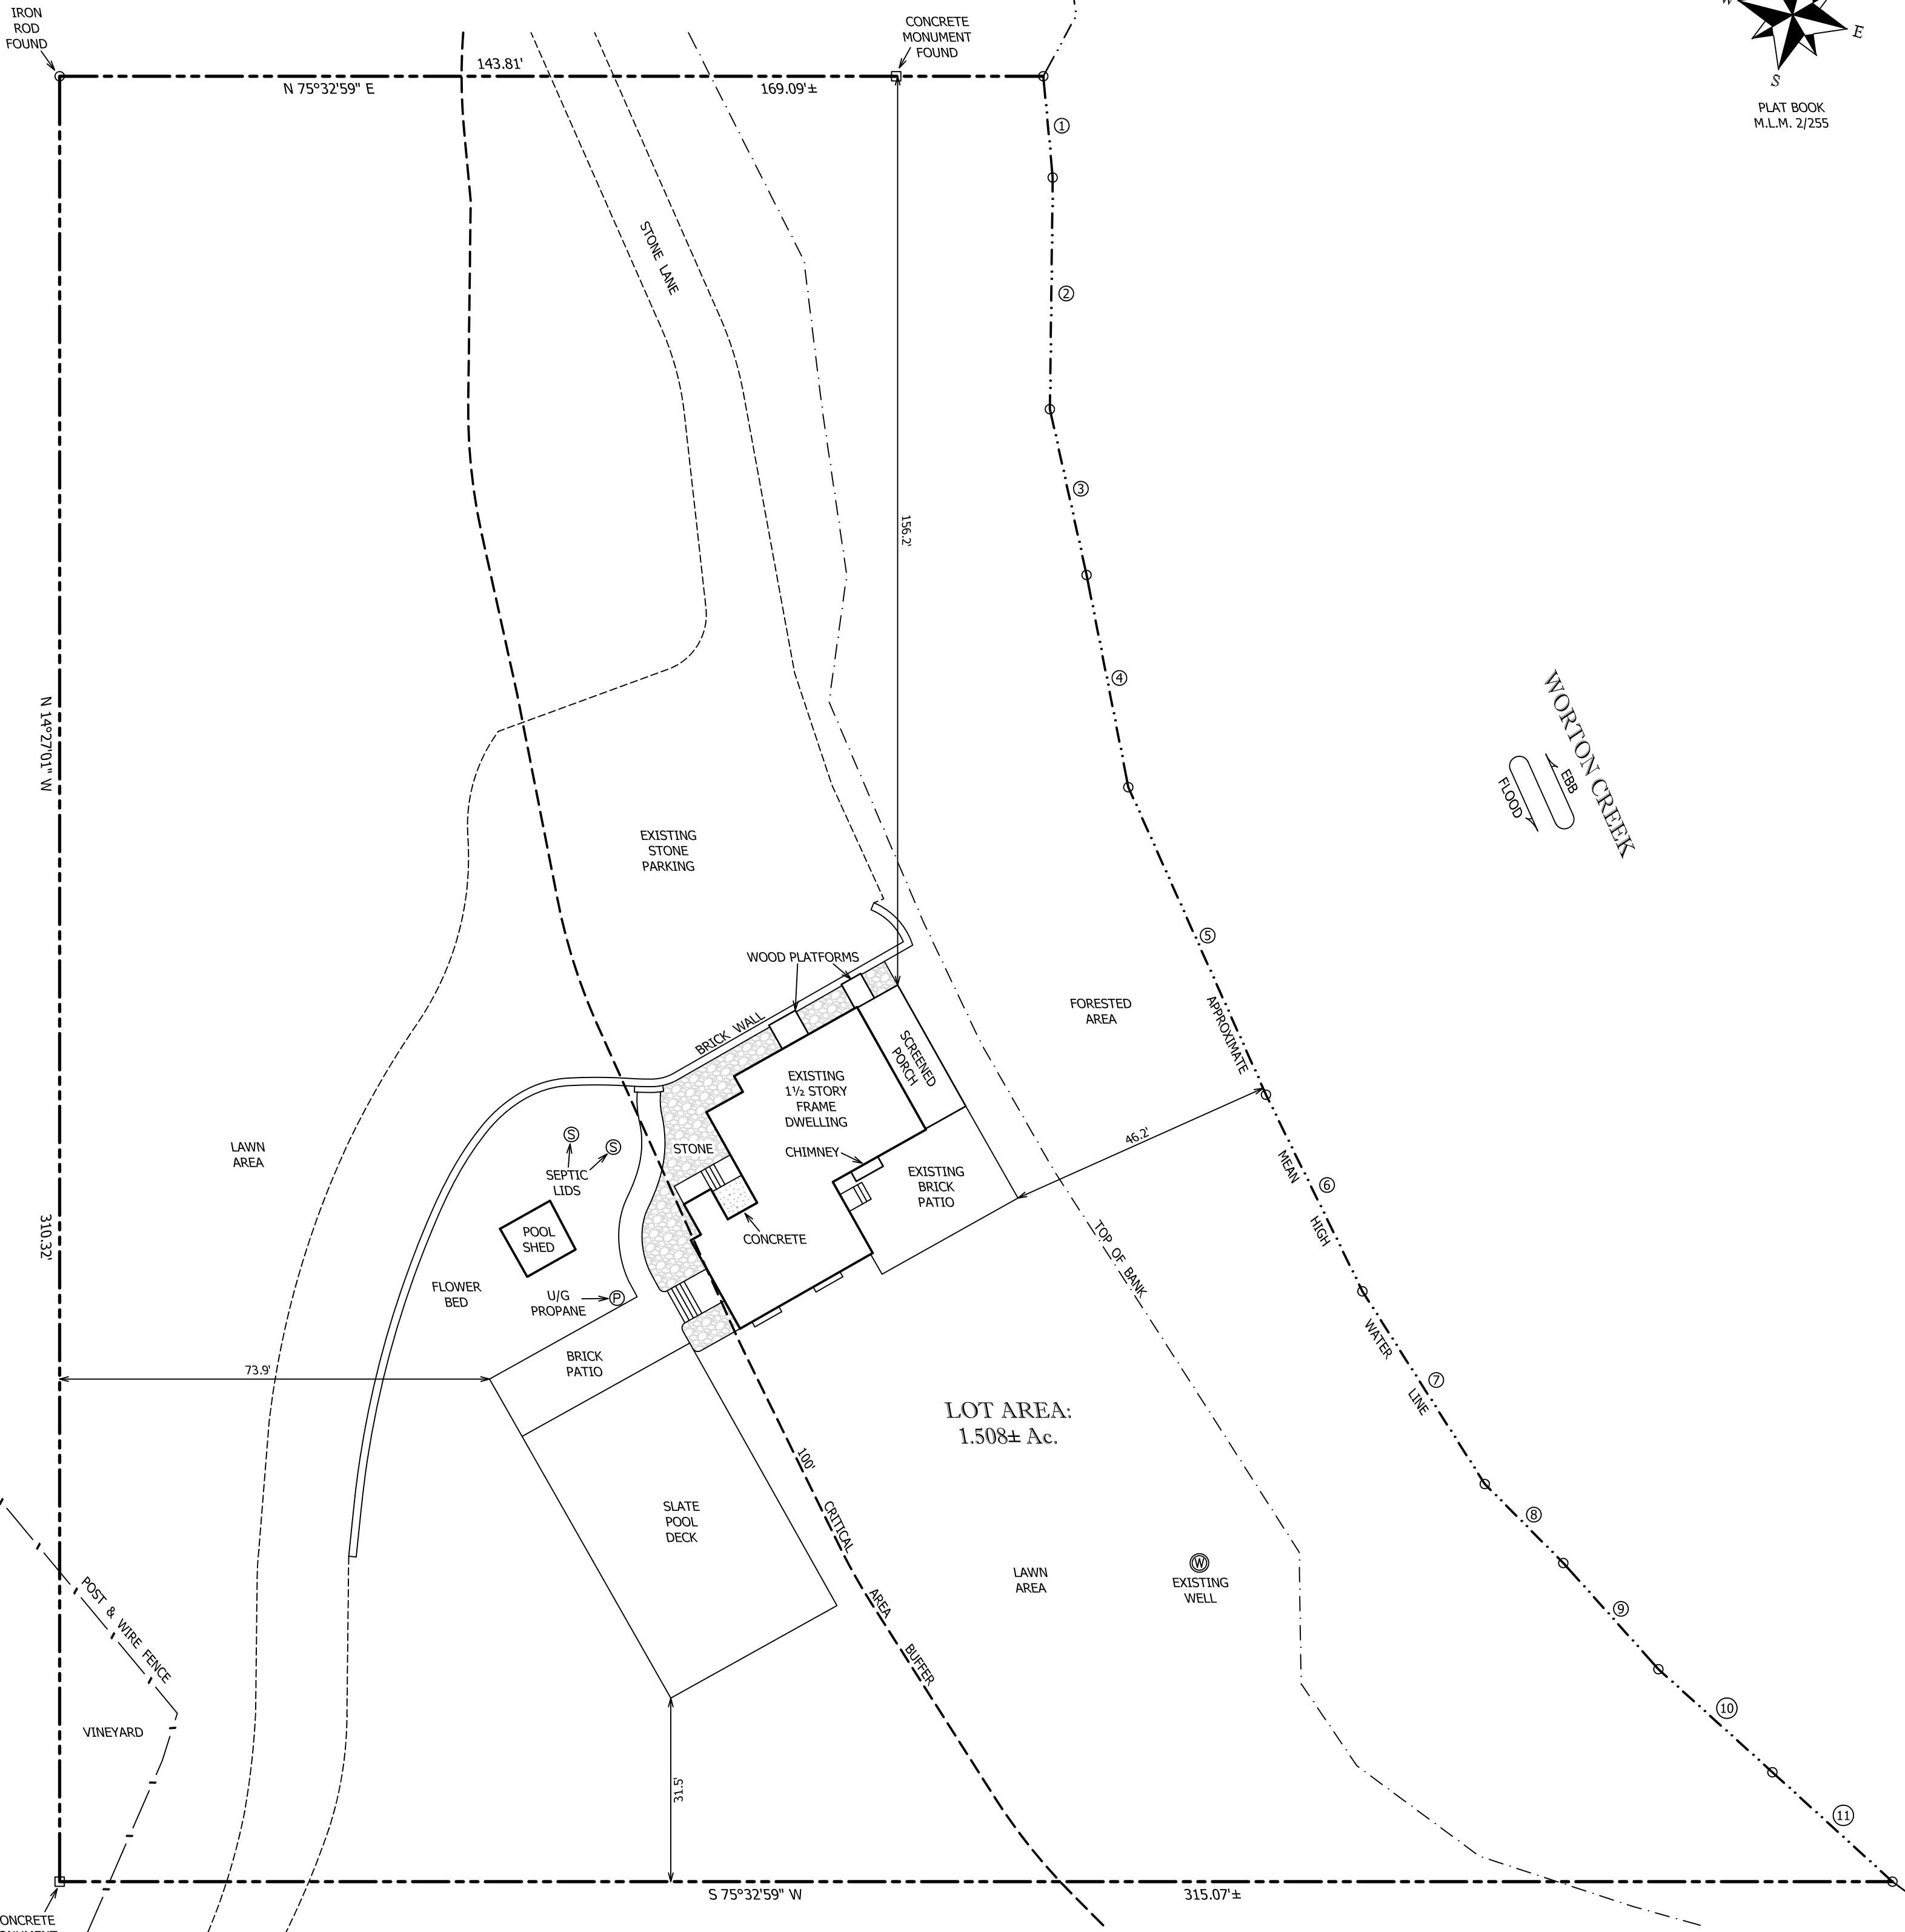 IRON
ROD
FOUND
CONCRETE
MONUMENT
FOUND
W
E
S
PLAT BOOK
M.L.M. 2/255
143.81'
N 75°32'59" E
169.09'±
1
2
3
4
5
6
7
8
9
10
11
STONE LANE
156.2'
N 14°27'01" W
310.32'
WORTON CREEK
EBB
FLOOD
EXISTING
STONE
PARKING
WOOD PLATFORMS
BRICK WALL
SCREENED
PORCH
FORESTED
AREA
APPROXIMATE
MEAN
HIGH
WATER
LINE
EXISTING
1½ STORY
FRAME
DWELLING
CHIMNEY
STONE
EXISTING
BRICK
PATIO
46.2'
LAWN
AREA
S
S
SEPTIC
LIDS
POOL
SHED
CONCRETE
TOP OF BANK
FLOWER
BED
U/G
PROPANE
P
BRICK
PATIO
73.9'
LOT AREA:
1.508± Ac.
100'
CRITICAL
AREA
BUFFER
SLATE
POOL
DECK
LAWN
AREA
W
EXISTING
WELL
POST & WIRE FENCE
VINEYARD
31.5'
S 75°32'59" W
315.07'±